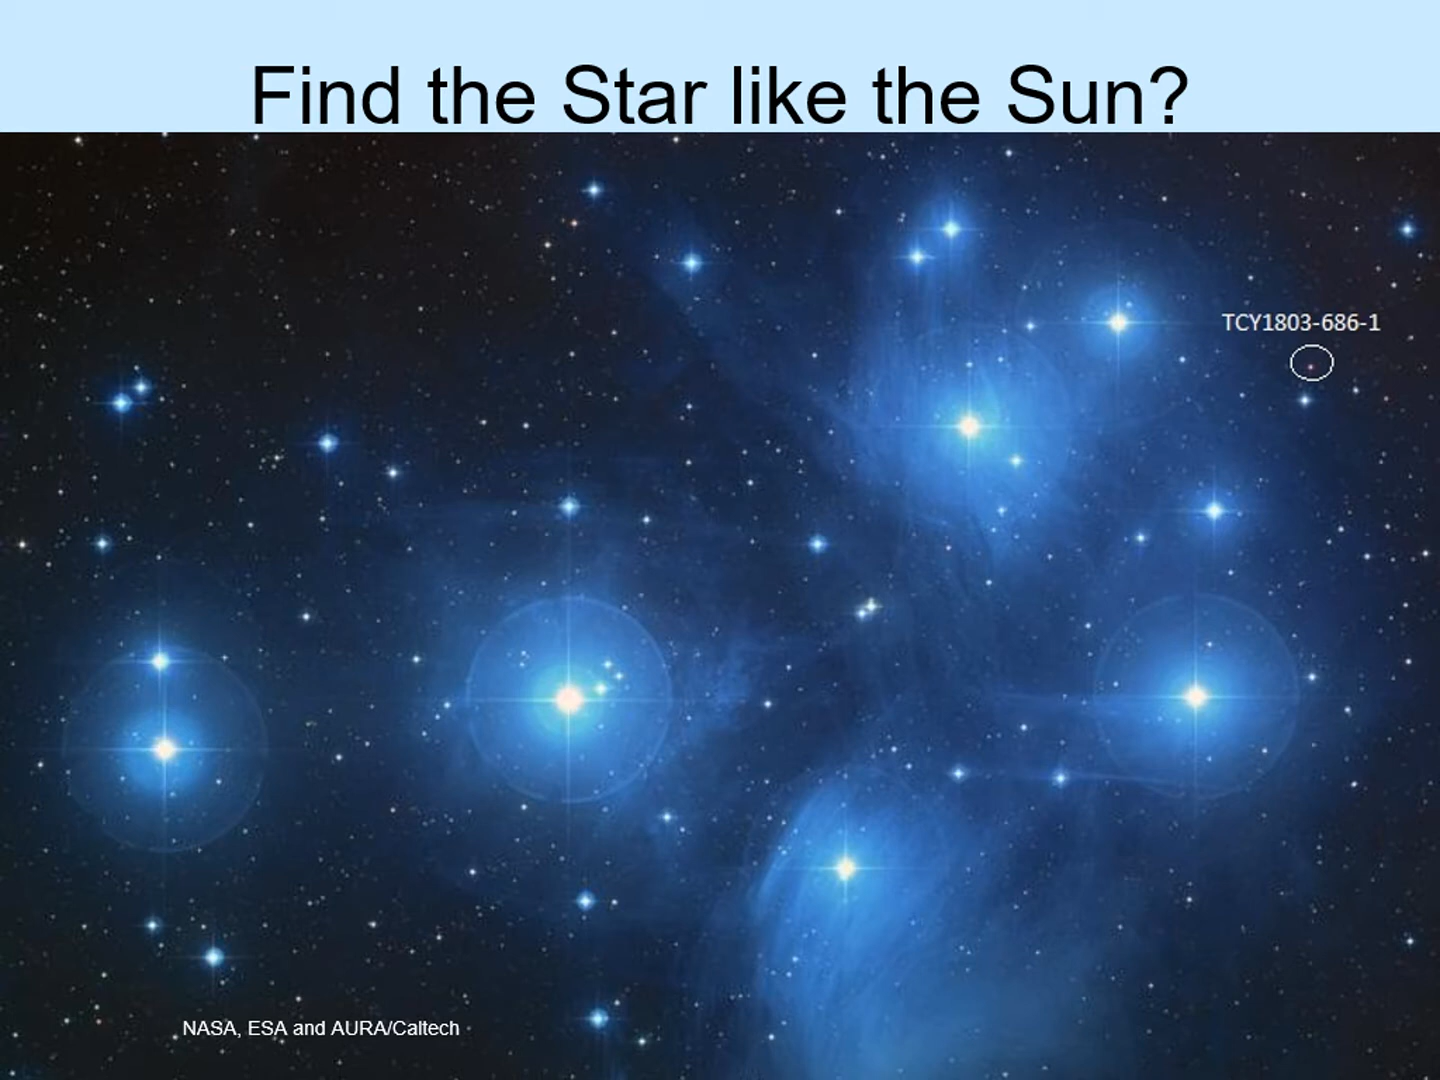 Find the Star like the Sun?
TCY1803-686-1
NASA, ESA and AURA/Caltech